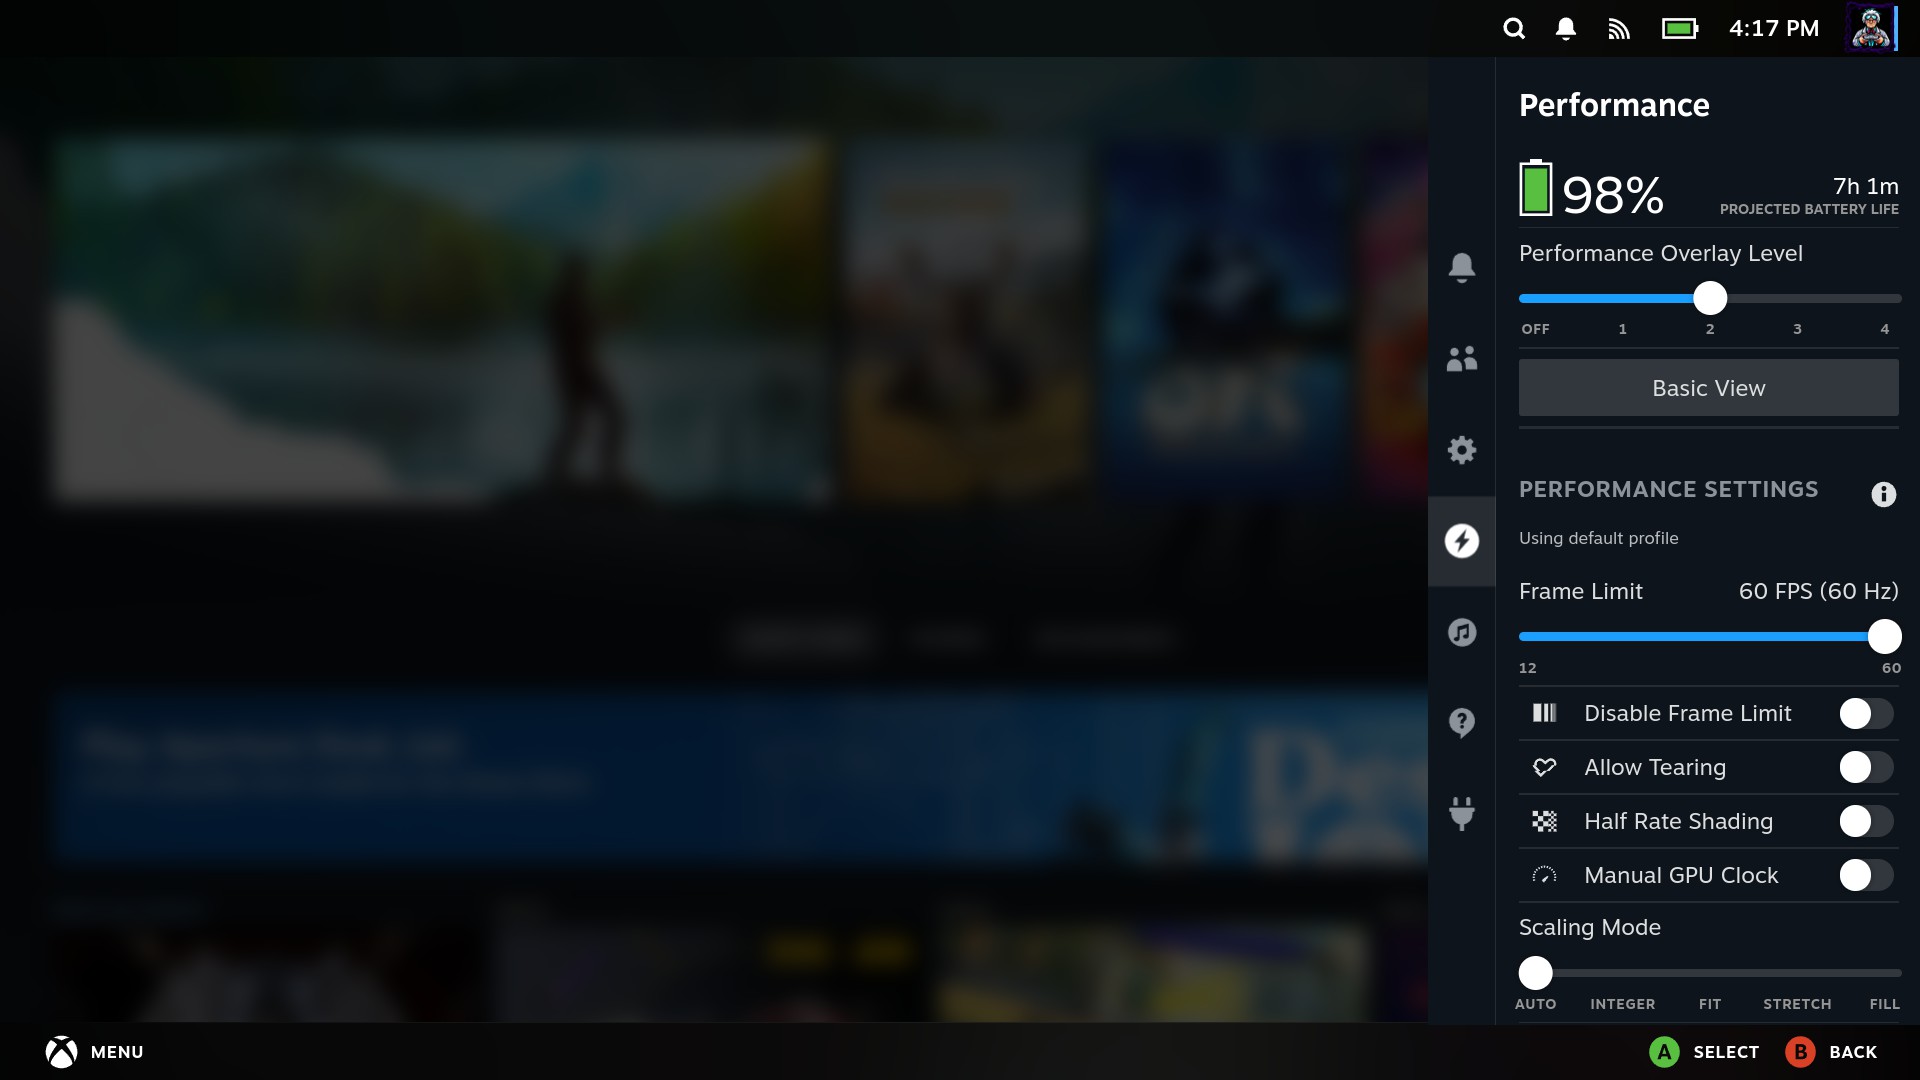 4:17 PM
Performance
98%
7h 1m
PROJECTED BATTERY LIFE
Performance Overlay Level
OFF 1 2 3 4
Basic View
PERFORMANCE SETTINGS
Using default profile
Frame Limit 60 FPS (60 Hz)
12 60
Disable Frame Limit
Allow Tearing
Half Rate Shading
Manual GPU Clock
Scaling Mode
AUTO INTEGER FIT STRETCH FILL
MENU
A SELECT B BACK